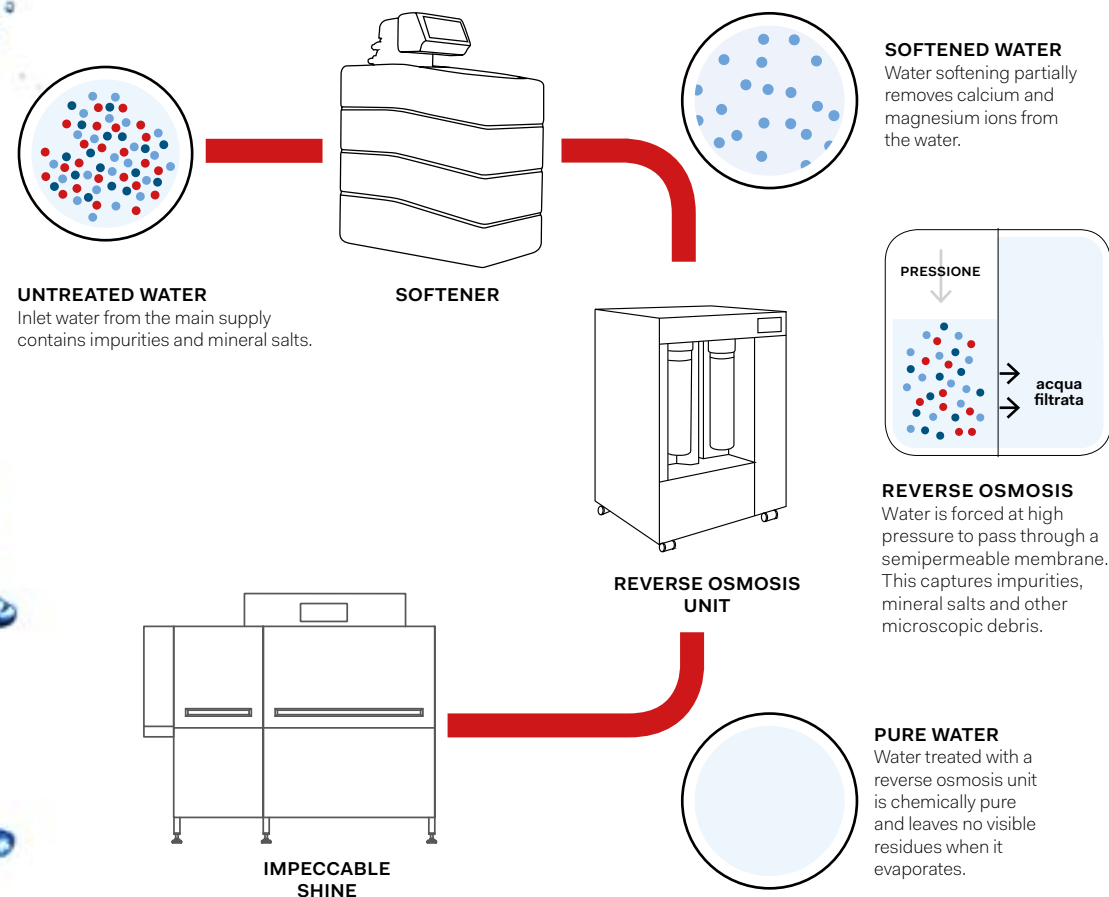 SOFTENED WATER
Water softening partially
removes calcium and
magnesium ions from
the water.
UNTREATED WATER
Inlet water from the main supply
contains impurities and mineral salts.
SOFTENER
PRESSIONE
acqua
filtrata
REVERSE OSMOSIS
Water is forced at high
pressure to pass through a
semipermeable membrane.
This captures impurities,
mineral salts and other
microscopic debris.
REVERSE OSMOSIS
UNIT
PURE WATER
Water treated with a
reverse osmosis unit
is chemically pure
and leaves no visible
residues when it
evaporates.
IMPECCABLE
SHINE